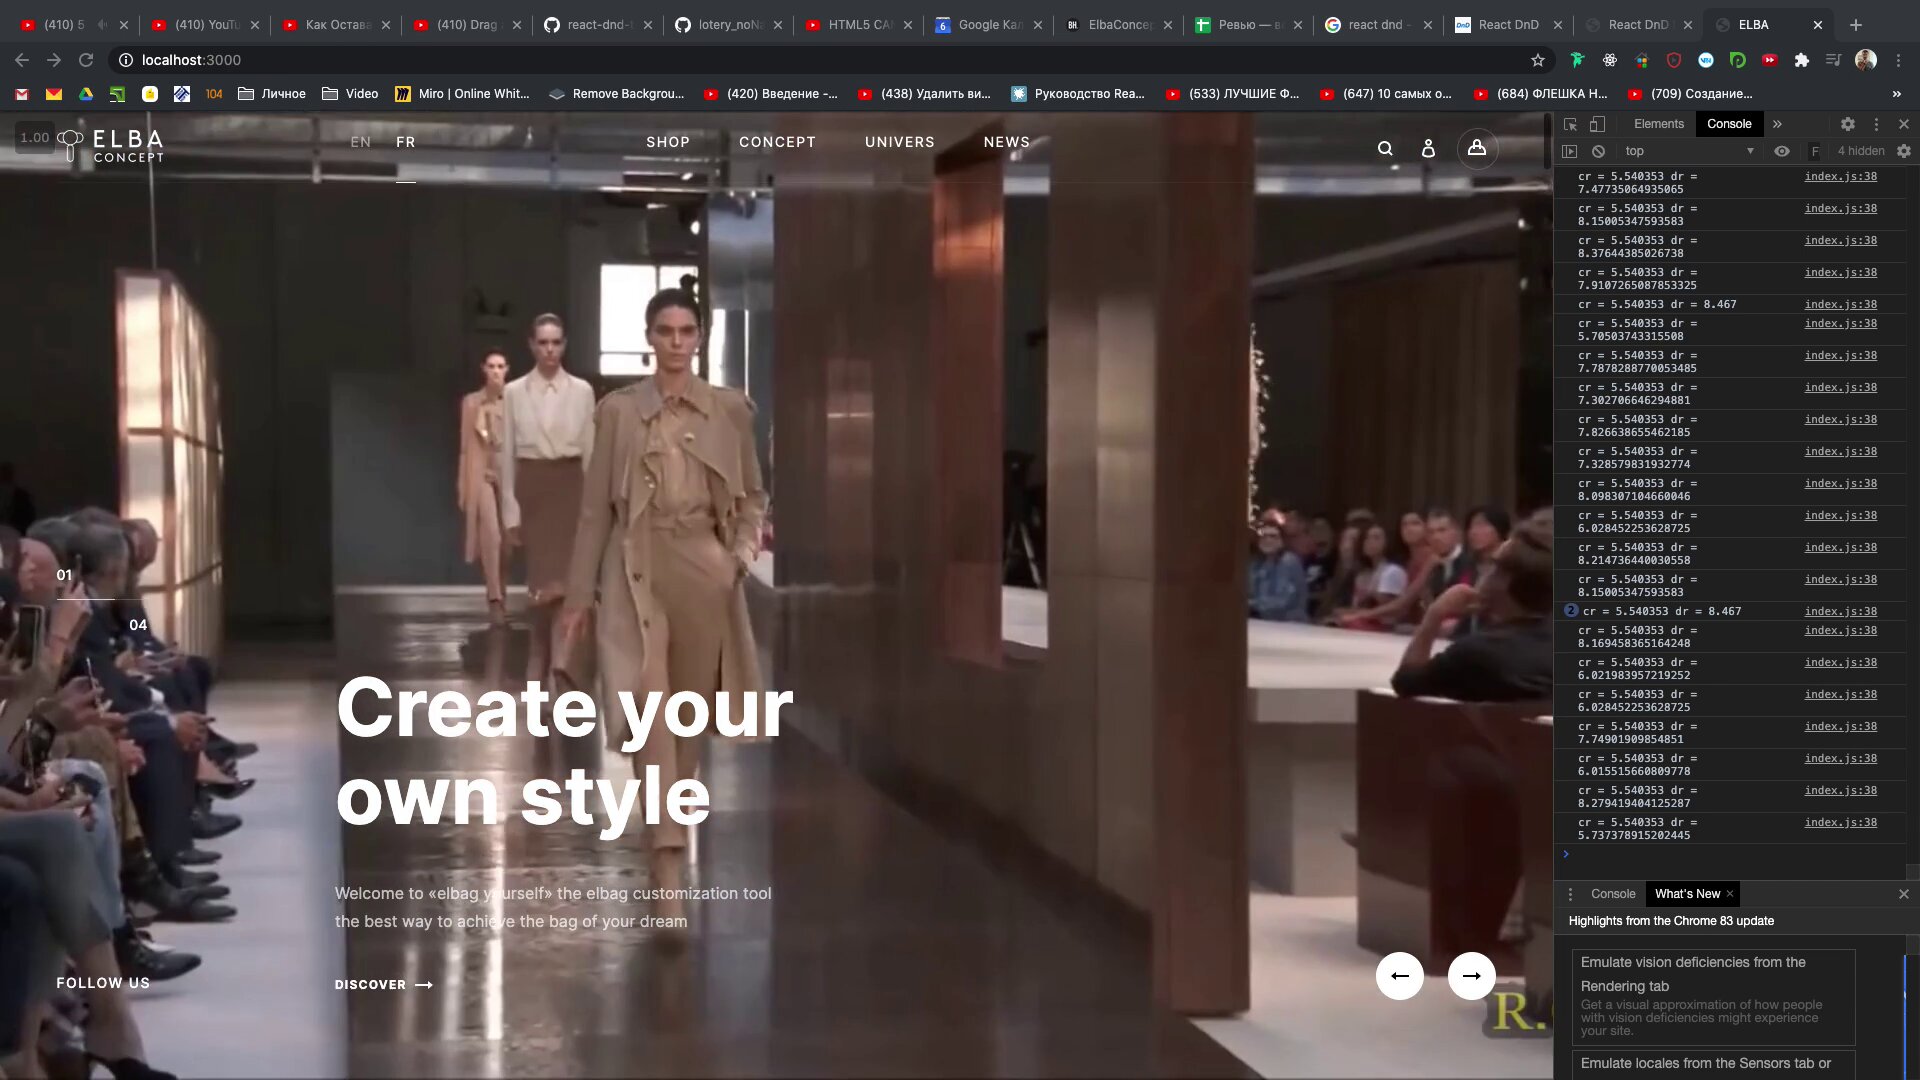 (410) 5
(410) YouTu
Как Остава
(410) Drag
react-dnd-t
lotery_noNa
HTML5 CAN
Google Кал
ElbaConcep
Ревью — в
react dnd -
React DnD
React DnD
ELBA
localhost:3000
104
Личное
Video
Miro | Online Whit...
Remove Backgrou...
(420) Введение -...
(438) Удалить ви...
Руководство Rea...
(533) ЛУЧШИЕ Ф...
(647) 10 самых о...
(684) ФЛЕШКА Н...
(709) Создание...
»
1.00
ELBA
CONCEPT
EN
FR
SHOP
CONCEPT
UNIVERS
NEWS
01
04
Create your
own style
Welcome to «elbag yourself» the elbag customization tool
the best way to achieve the bag of your dream
DISCOVER
FOLLOW US
R.
Elements
Console
»
top
F
4 hidden
cr = 5.540353 dr =
7.47735064935065
index.js:38
cr = 5.540353 dr =
8.15005347593583
index.js:38
cr = 5.540353 dr =
8.37644385026738
index.js:38
cr = 5.540353 dr =
7.9107265087853325
index.js:38
cr = 5.540353 dr = 8.467
index.js:38
cr = 5.540353 dr =
5.70503743315508
index.js:38
cr = 5.540353 dr =
7.7878288770053485
index.js:38
cr = 5.540353 dr =
7.302706646294881
index.js:38
cr = 5.540353 dr =
7.826638655462185
index.js:38
cr = 5.540353 dr =
7.328579831932774
index.js:38
cr = 5.540353 dr =
8.098307104660046
index.js:38
cr = 5.540353 dr =
6.028452253628725
index.js:38
cr = 5.540353 dr =
8.214736440030558
index.js:38
cr = 5.540353 dr =
8.15005347593583
index.js:38
2 cr = 5.540353 dr = 8.467
index.js:38
cr = 5.540353 dr =
8.169458365164248
index.js:38
cr = 5.540353 dr =
6.021983957219252
index.js:38
cr = 5.540353 dr =
6.028452253628725
index.js:38
cr = 5.540353 dr =
7.74901909854851
index.js:38
cr = 5.540353 dr =
6.015515660809778
index.js:38
cr = 5.540353 dr =
8.279419404125287
index.js:38
cr = 5.540353 dr =
5.737378915202445
index.js:38
Console
What's New
Highlights from the Chrome 83 update
Emulate vision deficiencies from the
Rendering tab
Get a visual approximation of how people
with vision deficiencies might experience
your site.
Emulate locales from the Sensors tab or